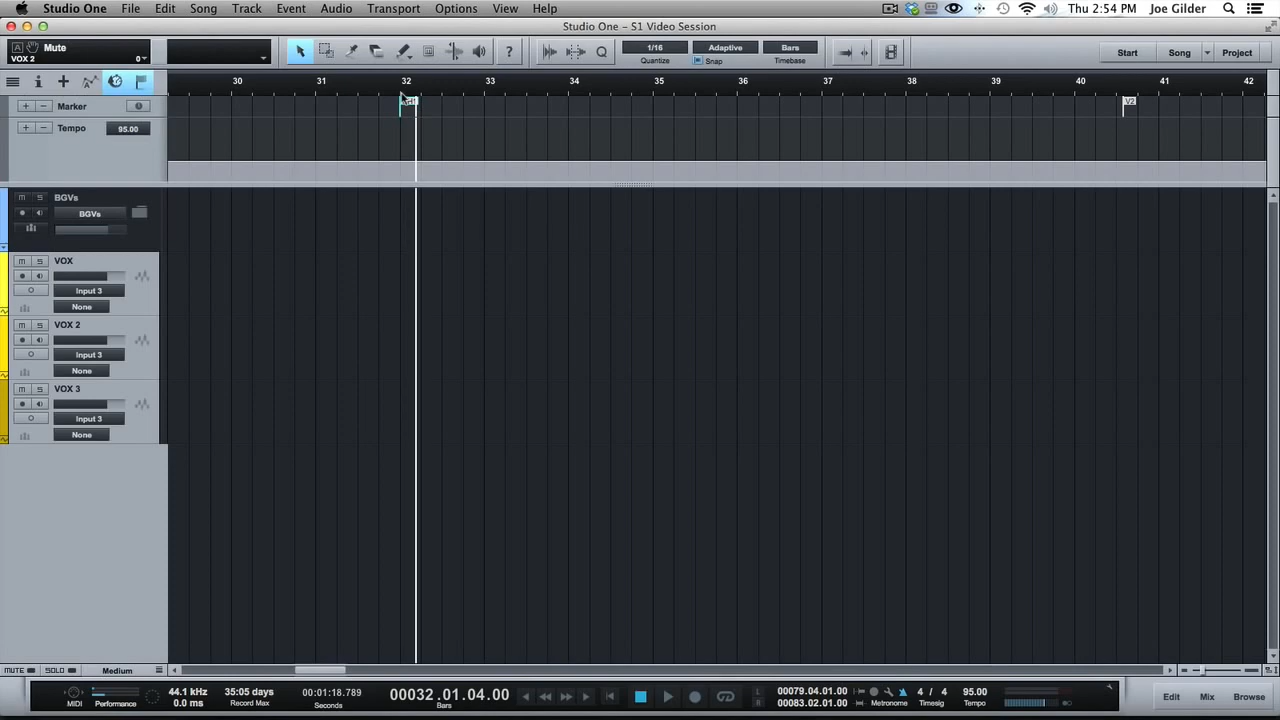 Studio One File Edit Song Track Event Audio Transport Options View Help Thu 2:54 PM Joe Gilder
Studio One – S1 Video Session
A Mute
VOX 2 0
1/16 Adaptive Bars
Quantize Snap Timebase
Start Song Project
30 31 32 33 34 35 36 37 38 39 40 41 42
+ – Marker
V2
+ – Tempo 95.00
M S BGVs
BGVs
M S VOX
Input 3
None
M S VOX 2
Input 3
None
M S VOX 3
Input 3
None
MUTE SOLO Medium
MIDI Performance
44.1 kHz
0.0 ms
35:05 days
Record Max
00:01:18.789
Seconds
00032.01.04.00
Bars
L 00079.04.01.00
R 00083.02.01.00
Metronome
4 / 4
Timesig
95.00
Tempo
Edit Mix Browse